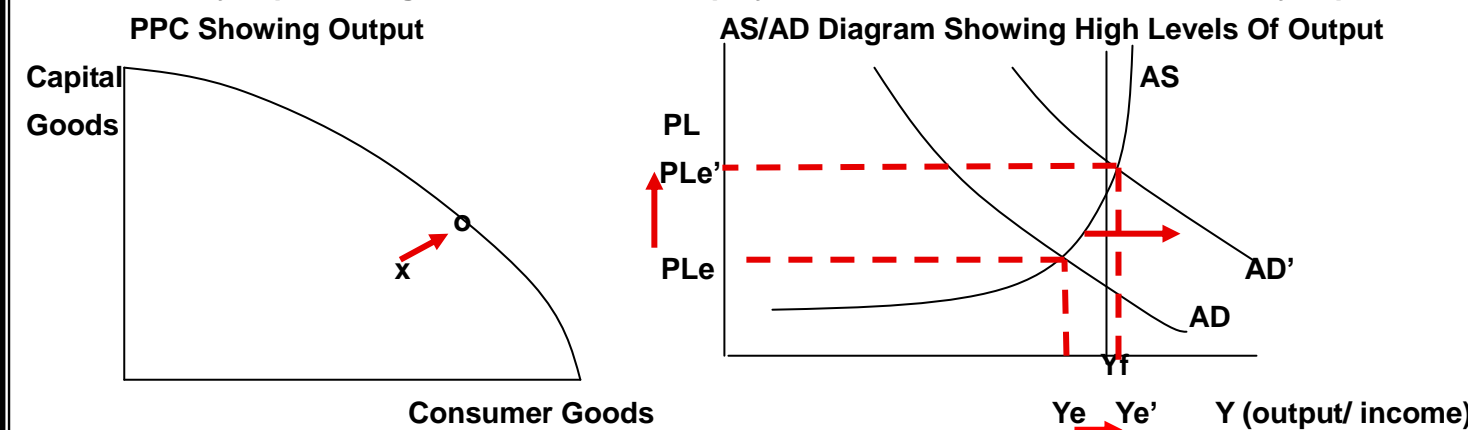 PPC Showing Output
AS/AD Diagram Showing High Levels Of Output
Capital
Goods
x
o
Consumer Goods
PL
PLe’
PLe
AS
AD’
AD
Yf
Ye
Ye’
Y (output/ income)